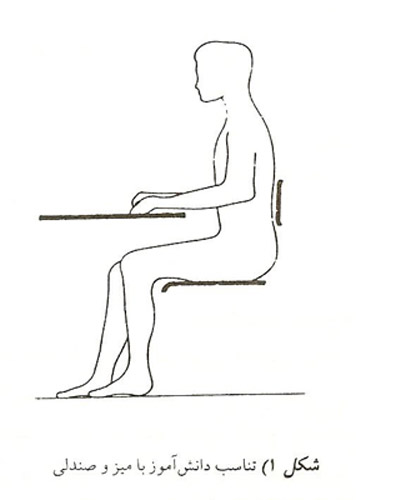 شکل ۱) تناسب دانش‌آموز با میز و صندلی